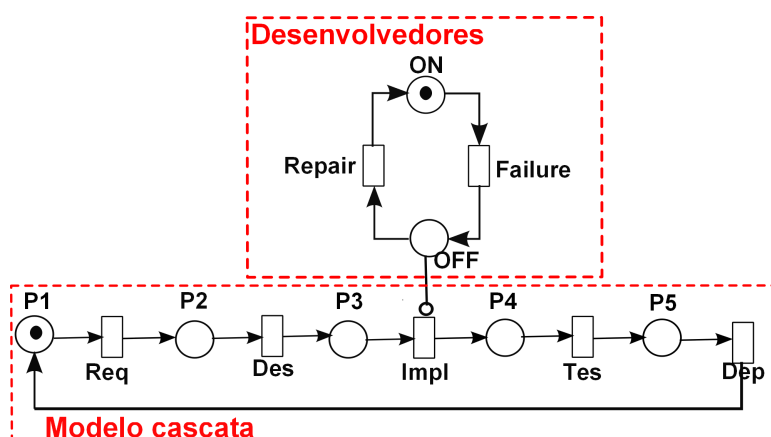 Desenvolvedores
ON
Repair
Failure
OFF
P1
P2
P3
P4
P5
Req
Des
Impl
Tes
Dep
Modelo cascata